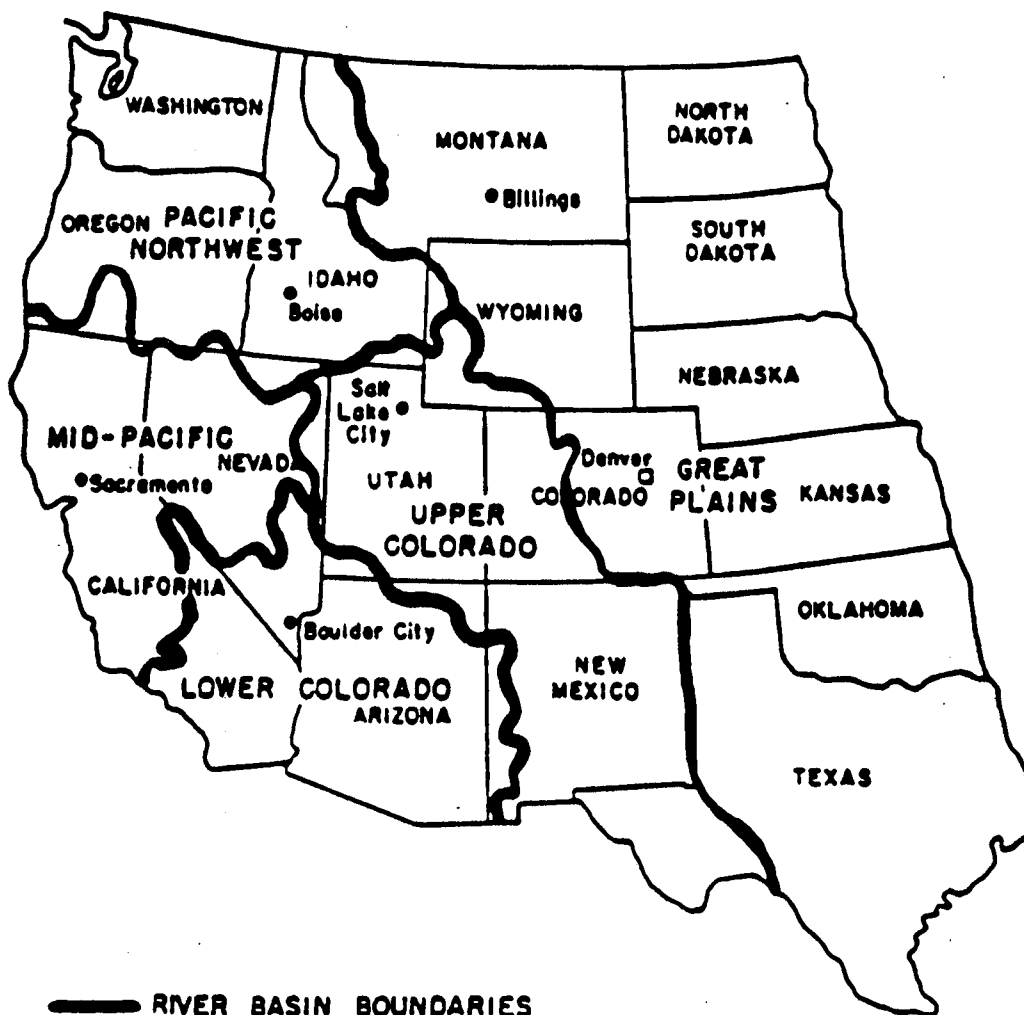 WASHINGTON
MONTANA
NORTH
DAKOTA
Billings
OREGON
PACIFIC
NORTHWEST
SOUTH
DAKOTA
IDAHO
Boise
WYOMING
NEBRASKA
Salt
Lake
City
MID-PACIFIC
NEVADA
Sacramento
UTAH
Denver
COLORADO
GREAT
PLAINS
KANSAS
UPPER
COLORADO
CALIFORNIA
OKLAHOMA
Boulder City
LOWER COLORADO
ARIZONA
NEW
MEXICO
TEXAS
RIVER BASIN BOUNDARIES